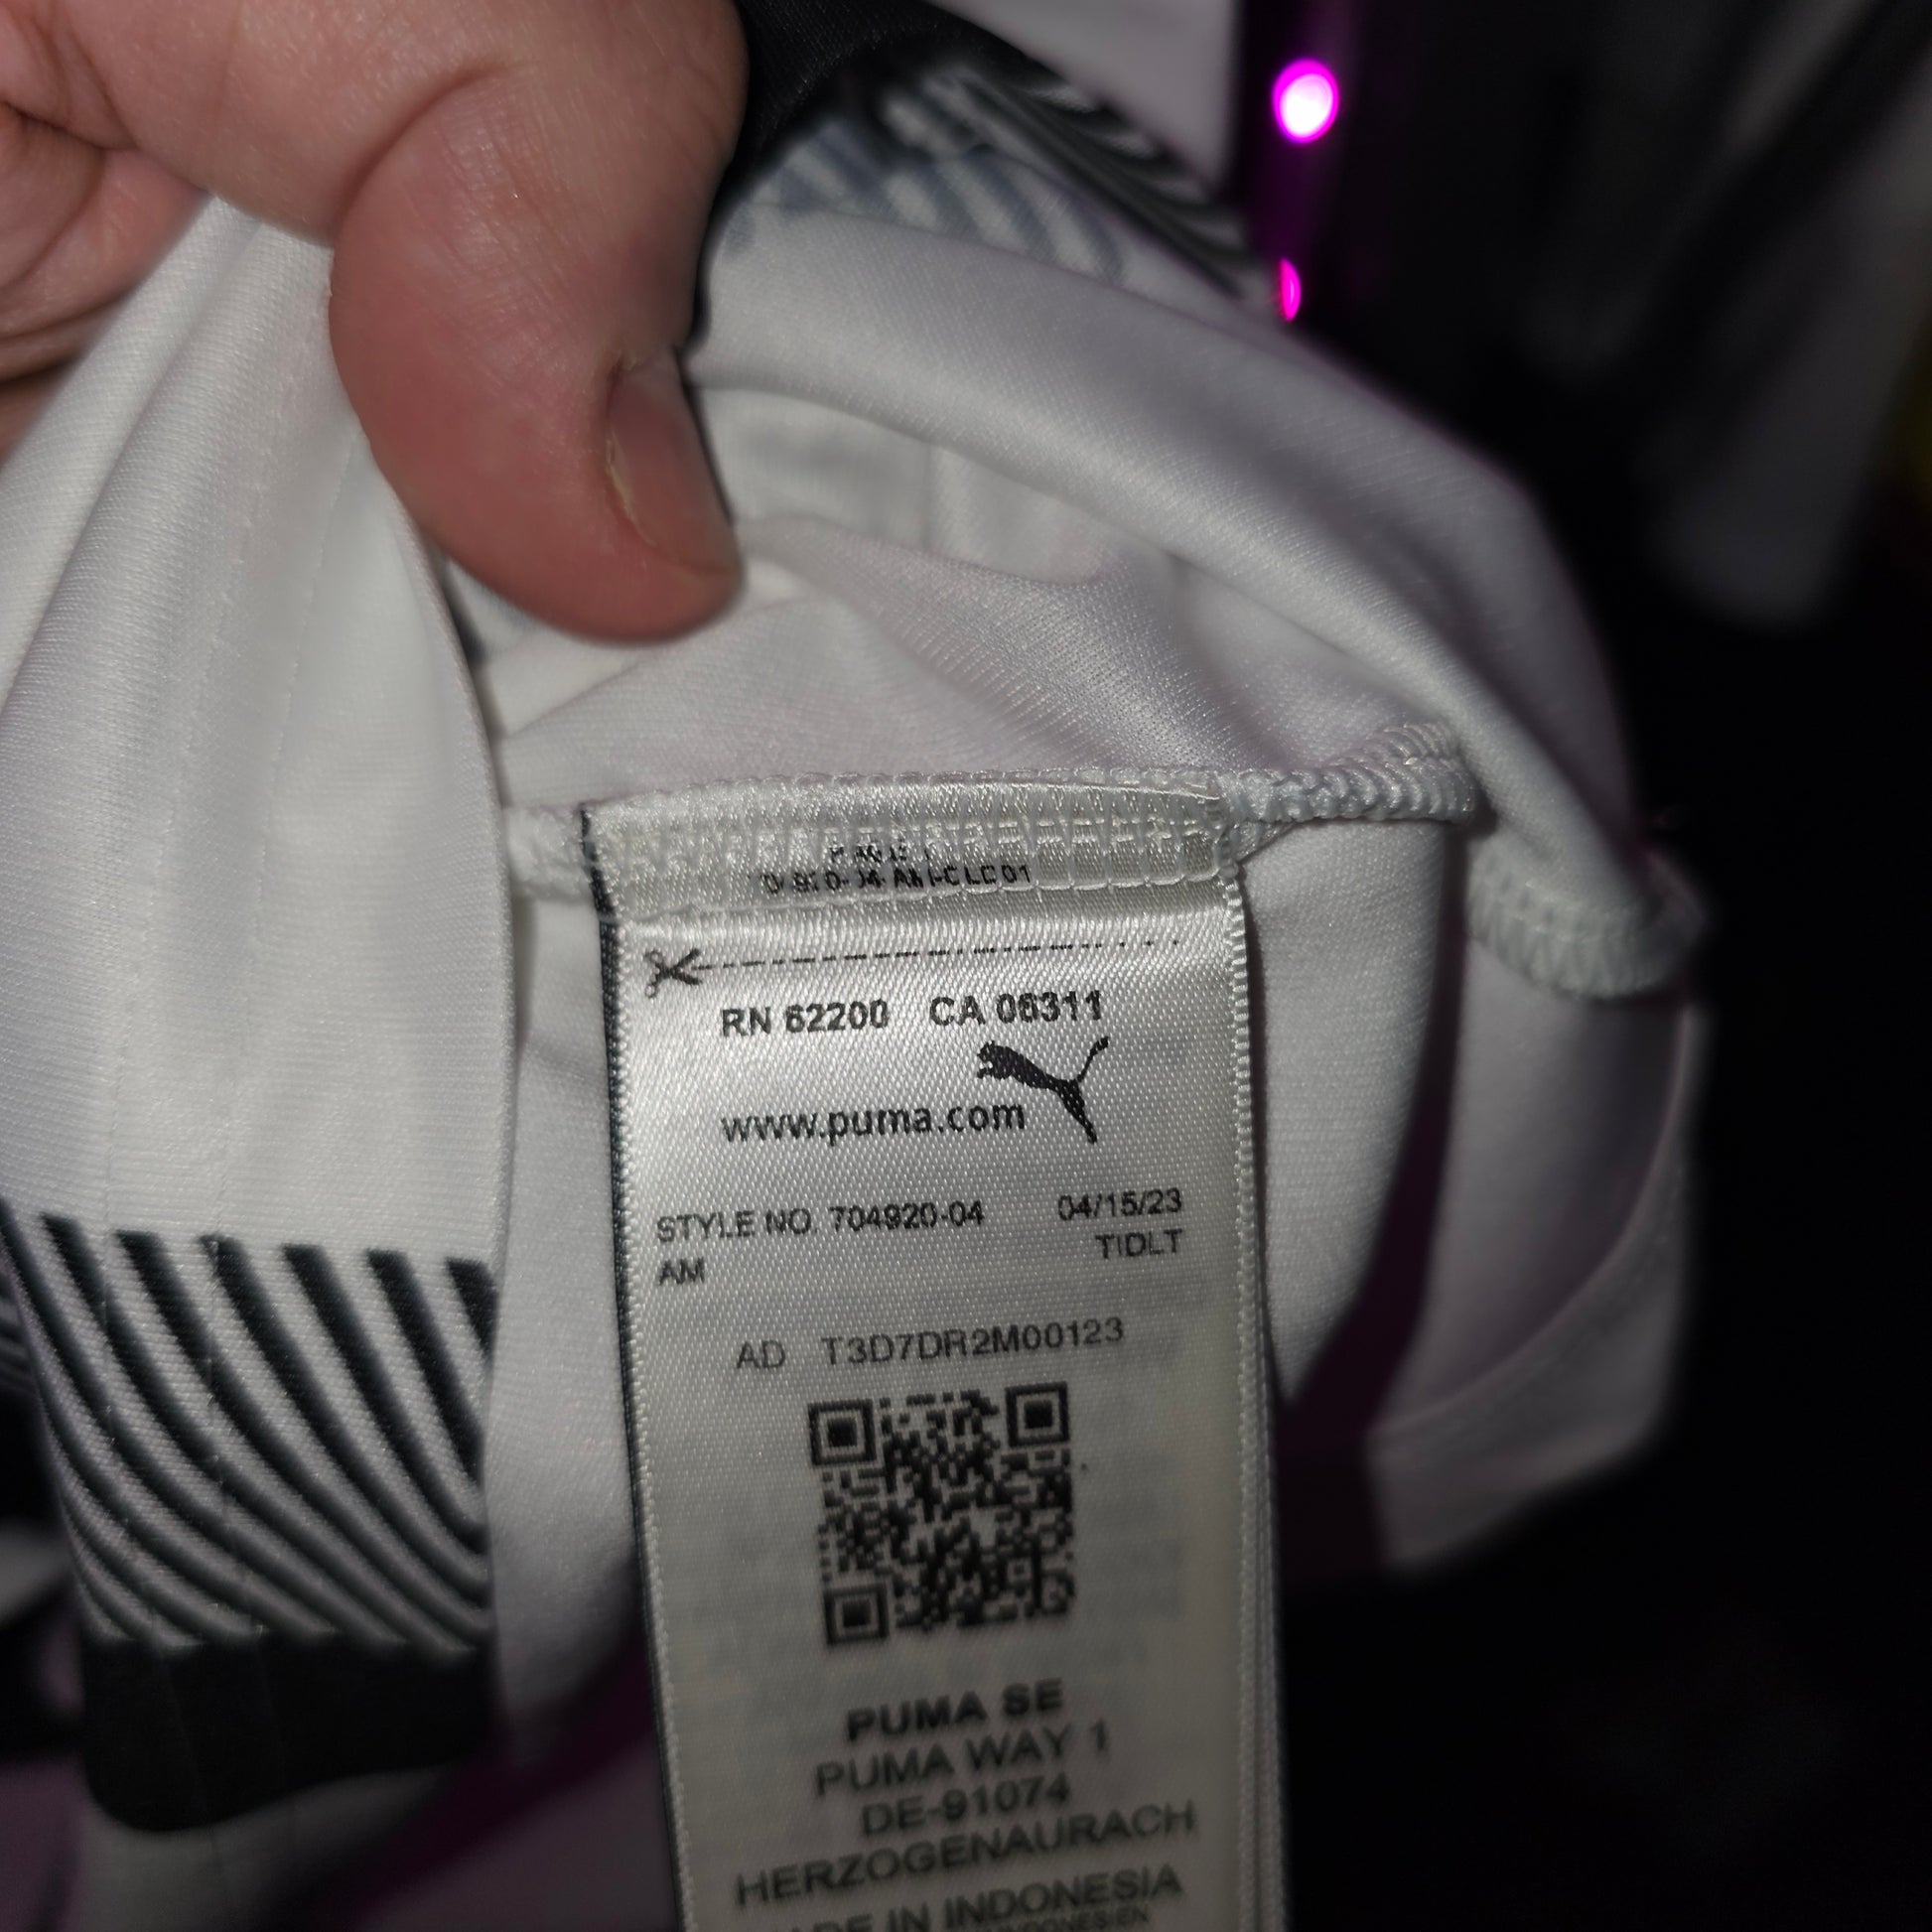 RN 62200 CA 06311
www.puma.com
STYLE NO. 704920-04 04/15/23
AM TIDLT
AD T3D7DR2M00123
PUMA SE
PUMA WAY 1
DE-91074
HERZOGENAURACH
MADE IN INDONESIA